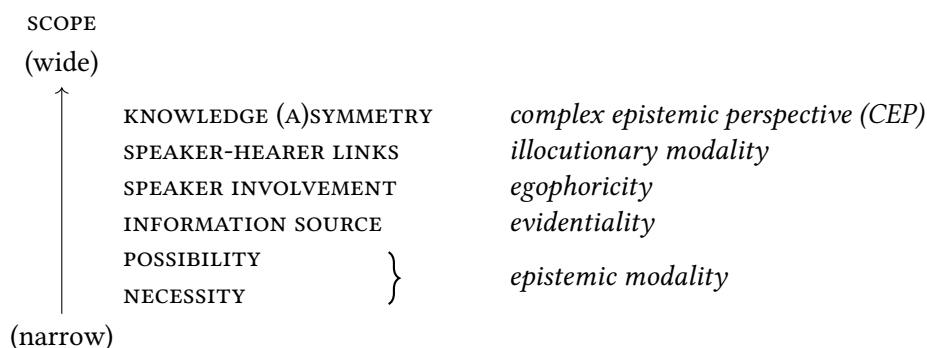 SCOPE
(wide)
KNOWLEDGE (A)SYMMETRY complex epistemic perspective (CEP)
SPEAKER-HEARER LINKS illocutionary modality
SPEAKER INVOLVEMENT egophoricity
INFORMATION SOURCE evidentiality
POSSIBILITY
epistemic modality
NECESSITY
(narrow)